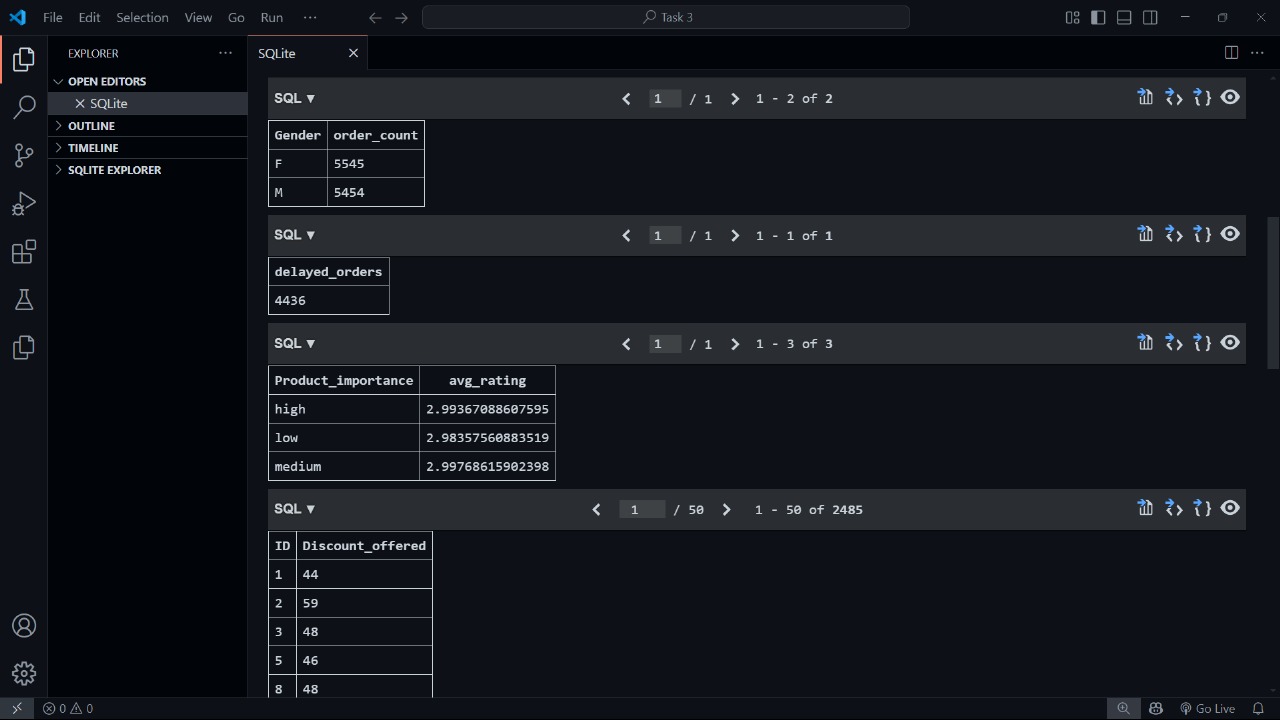 File Edit Selection View Go Run ··· Task 3
EXPLORER ···
OPEN EDITORS
SQLite
OUTLINE
TIMELINE
SQLITE EXPLORER
SQLite
SQL ▼ 1 / 1 1 - 2 of 2
Gender order_count
F 5545
M 5454
SQL ▼ 1 / 1 1 - 1 of 1
delayed_orders
4436
SQL ▼ 1 / 1 1 - 3 of 3
Product_importance avg_rating
high 2.99367088607595
low 2.98357560883519
medium 2.99768615902398
SQL ▼ 1 / 50 1 - 50 of 2485
ID Discount_offered
1 44
2 59
3 48
5 46
8 48
0 0 Go Live